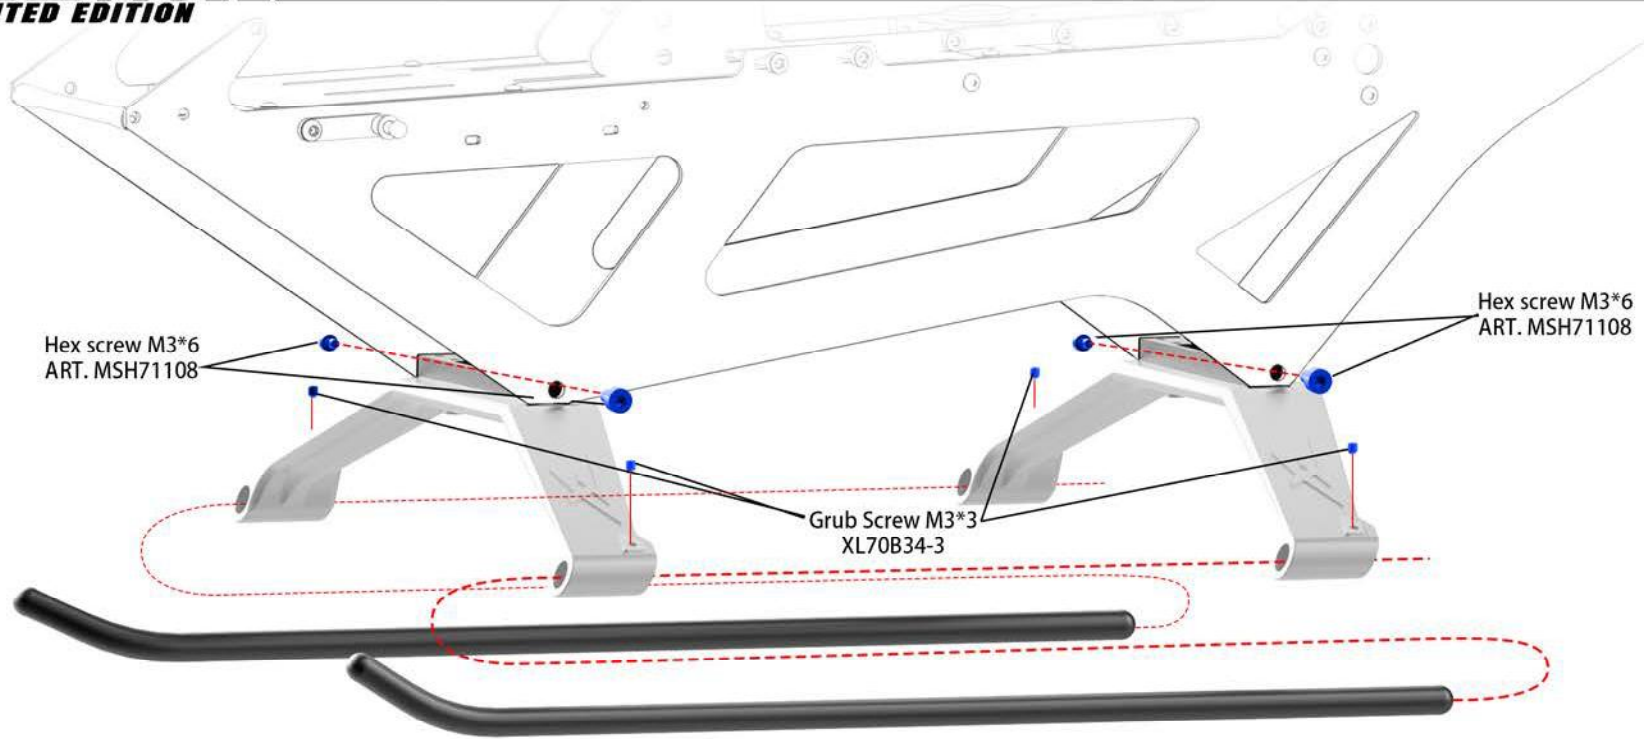 ITED EDITION
Hex screw M3*6
ART. MSH71108
Hex screw M3*6
ART. MSH71108
Grub Screw M3*3
XL70B34-3